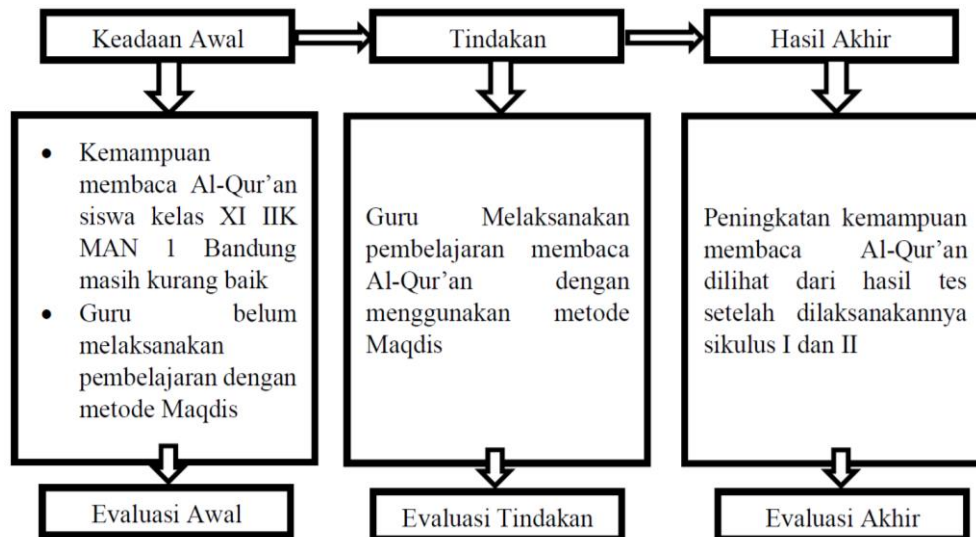 Keadaan Awal
Tindakan
Hasil Akhir
• Kemampuan
membaca Al-Qur'an
siswa kelas XI IIK
MAN 1 Bandung
masih kurang baik
• Guru belum
melaksanakan
pembelajaran dengan
metode Maqdis
Guru Melaksanakan
pembelajaran membaca
Al-Qur'an dengan
menggunakan metode
Maqdis
Peningkatan kemampuan
membaca Al-Qur'an
dilihat dari hasil tes
setelah dilaksanakannya
sikulus I dan II
Evaluasi Awal
Evaluasi Tindakan
Evaluasi Akhir